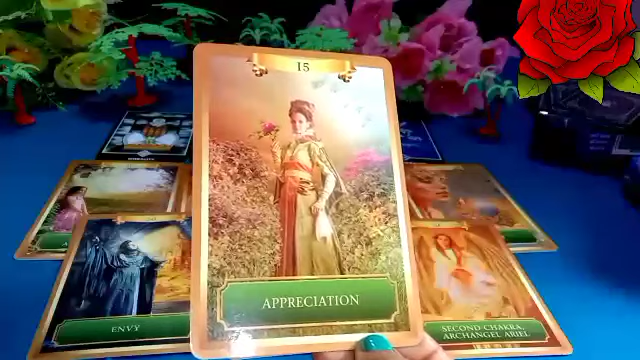 15
APPRECIATION
ENVY
SECOND CHAKRA,
ARCHANGEL ARIEL